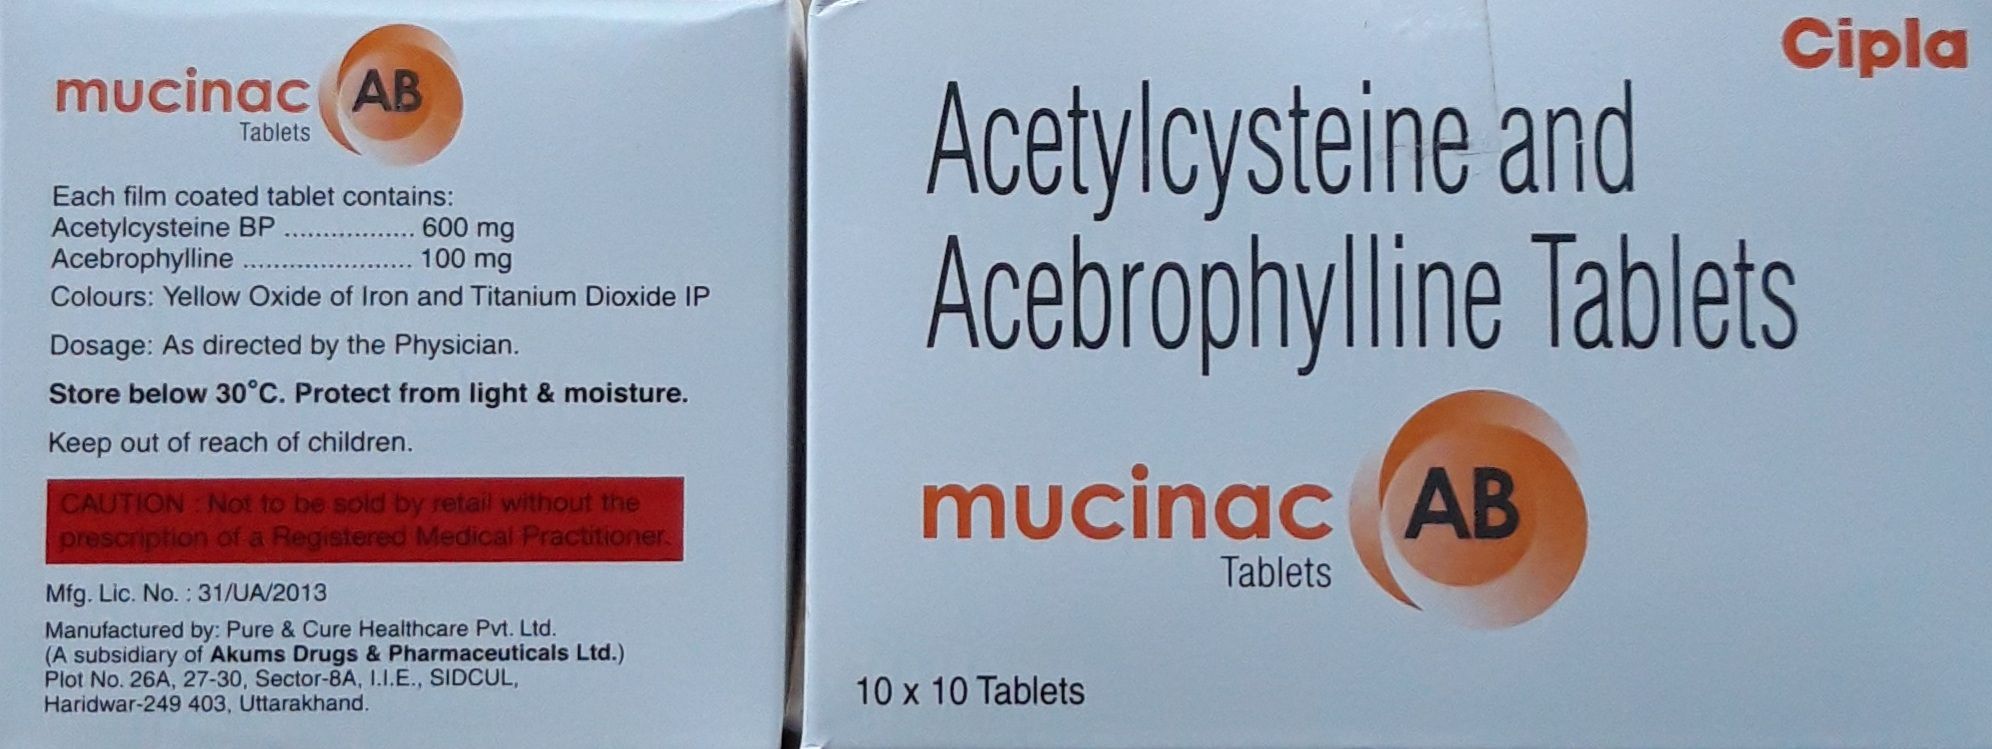 mucinac AB
Tablets
Each film coated tablet contains:
Acetylcysteine BP ................. 600 mg
Acebrophylline ...................... 100 mg
Colours: Yellow Oxide of Iron and Titanium Dioxide IP
Dosage: As directed by the Physician.
Store below 30°C. Protect from light & moisture.
Keep out of reach of children.
CAUTION : Not to be sold by retail without the
prescription of a Registered Medical Practitioner.
Mfg. Lic. No. : 31/UA/2013
Manufactured by: Pure & Cure Healthcare Pvt. Ltd.
(A subsidiary of Akums Drugs & Pharmaceuticals Ltd.)
Plot No. 26A, 27-30, Sector-8A, I.I.E., SIDCUL,
Haridwar-249 403, Uttarakhand.
Cipla
Acetylcysteine and
Acebrophylline Tablets
mucinac AB
Tablets
10 x 10 Tablets